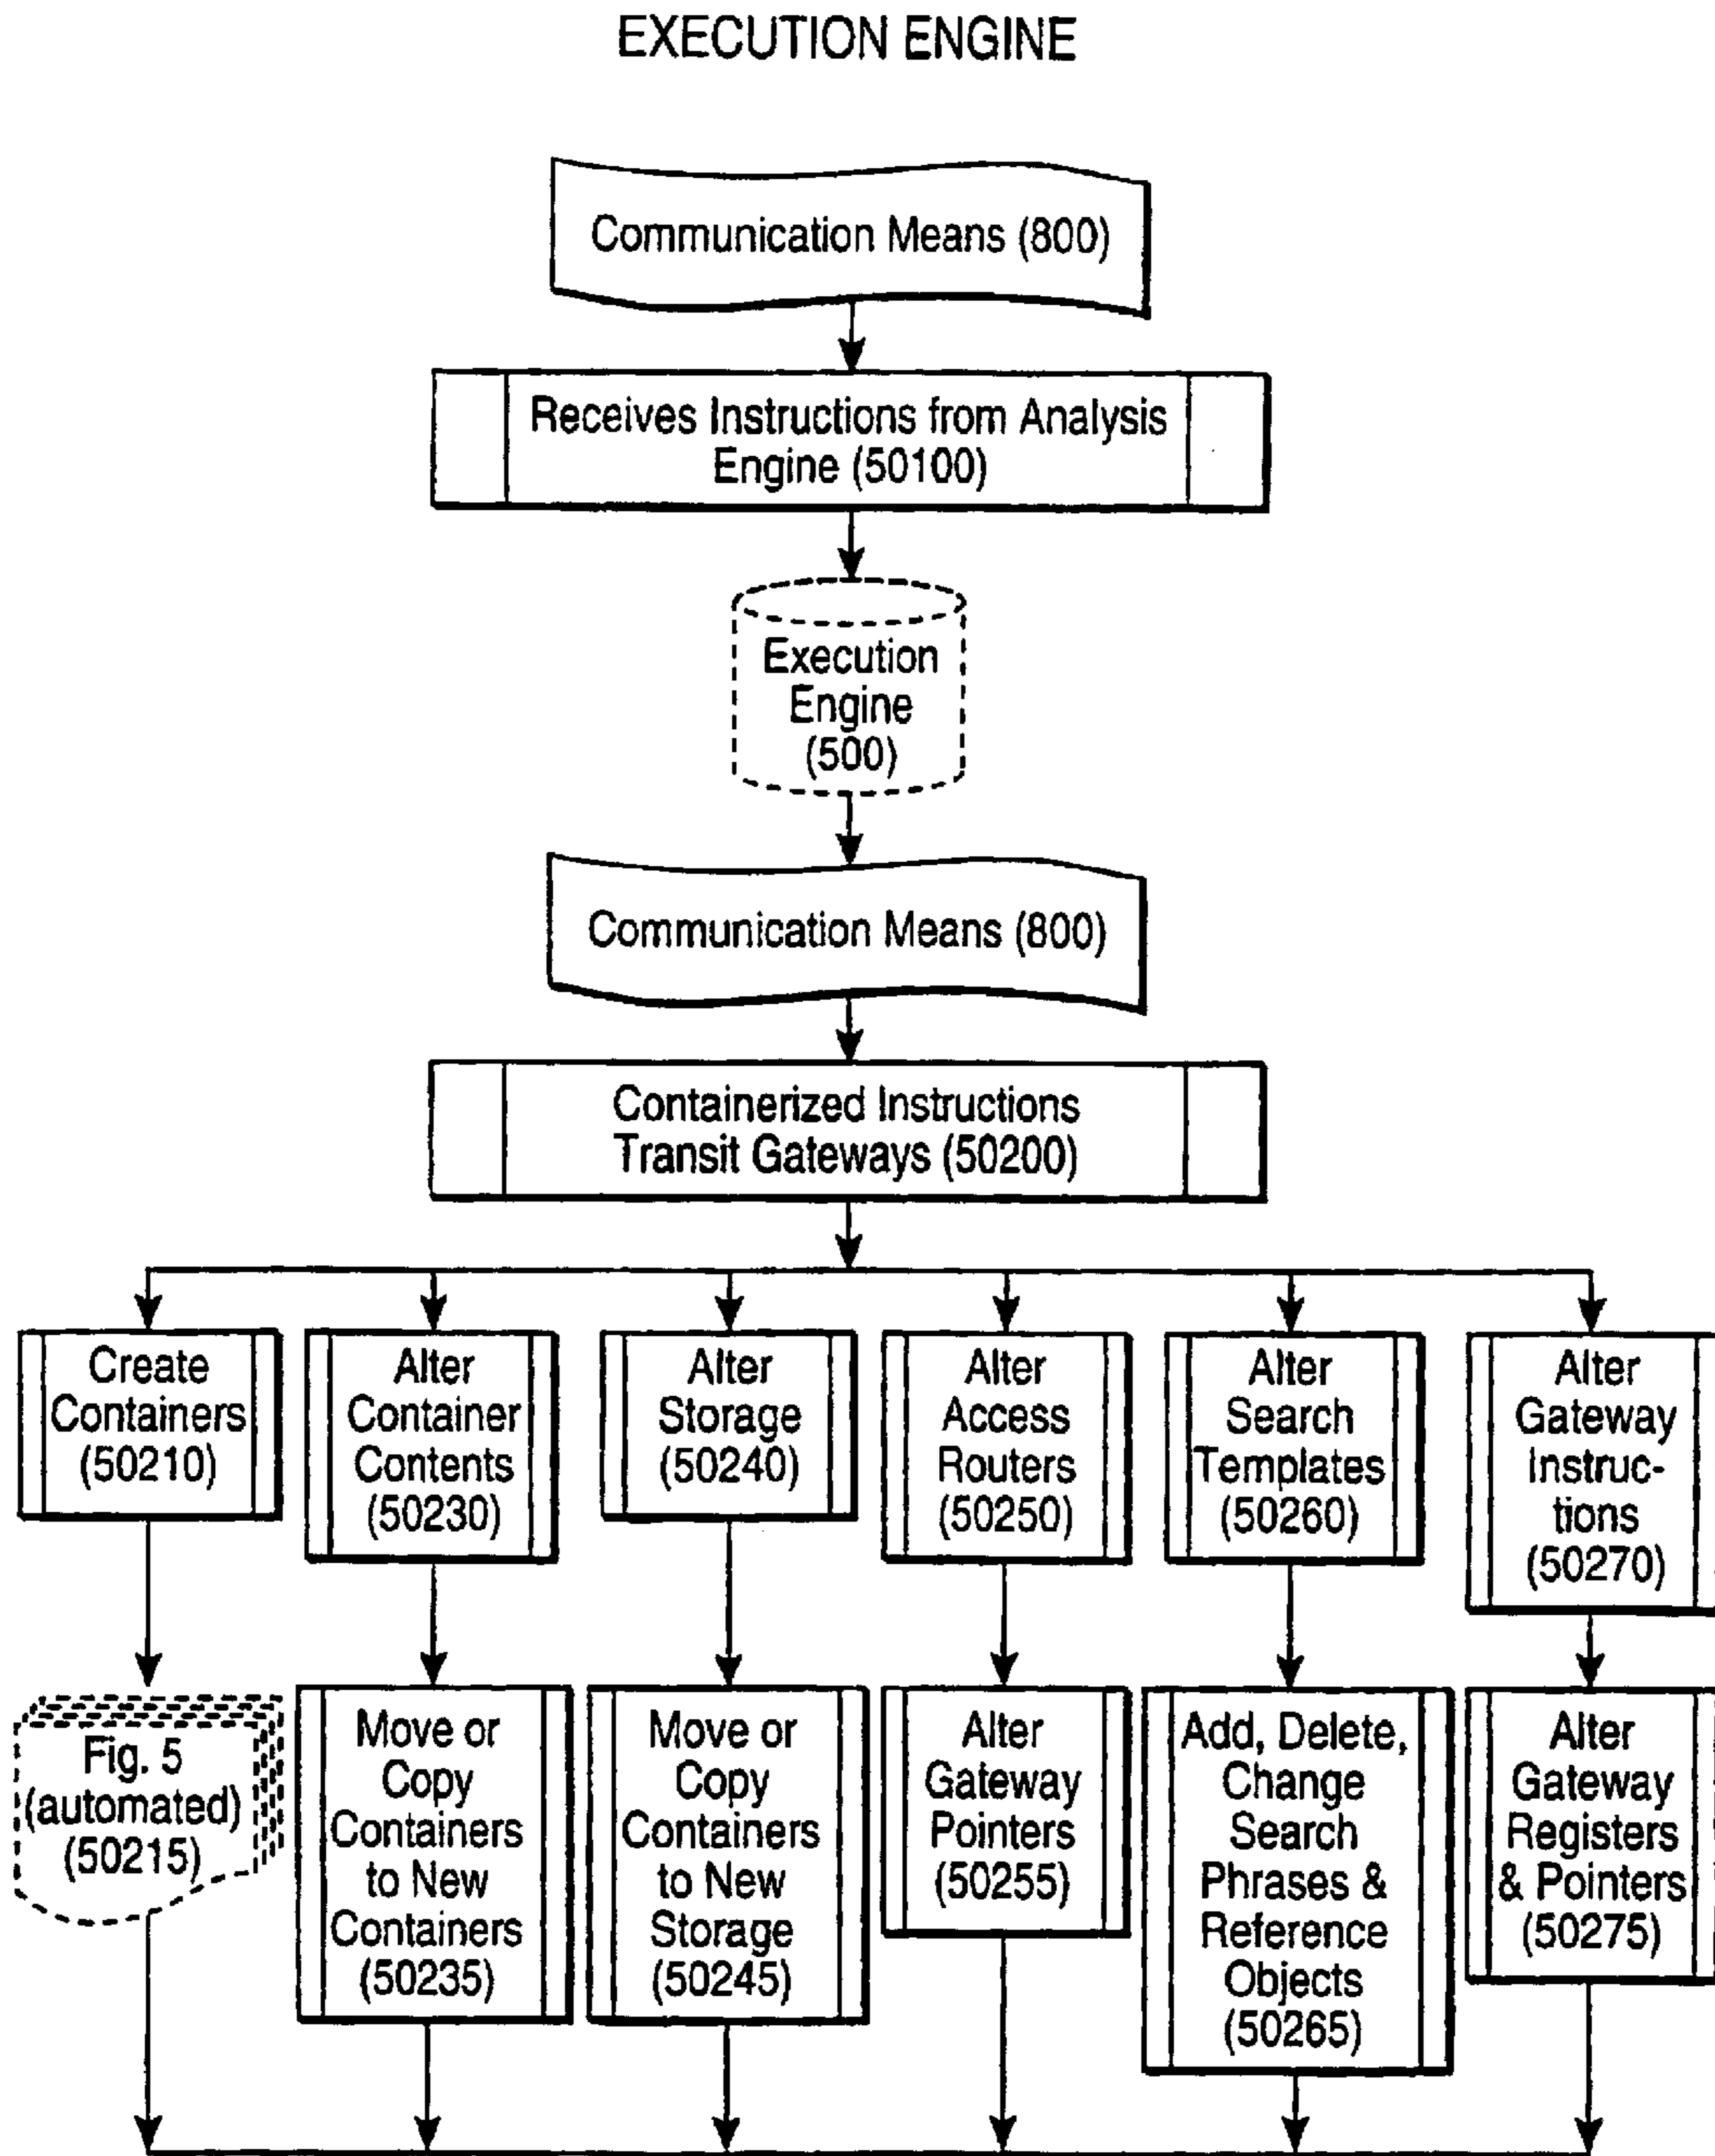 EXECUTION ENGINE
Communication Means (800)
Receives Instructions from Analysis
Engine (50100)
Execution
Engine
(500)
Communication Means (800)
Containerized Instructions
Transit Gateways (50200)
Create
Containers
(50210)
Alter
Container
Contents
(50230)
Alter
Storage
(50240)
Alter
Access
Routers
(50250)
Alter
Search
Templates
(50260)
Alter
Gateway
Instruc-
tions
(50270)
Fig. 5
(automated)
(50215)
Move or
Copy
Containers
to New
Containers
(50235)
Move or
Copy
Containers
to New
Storage
(50245)
Alter
Gateway
Pointers
(50255)
Add, Delete,
Change
Search
Phrases &
Reference
Objects
(50265)
Alter
Gateway
Registers
& Pointers
(50275)